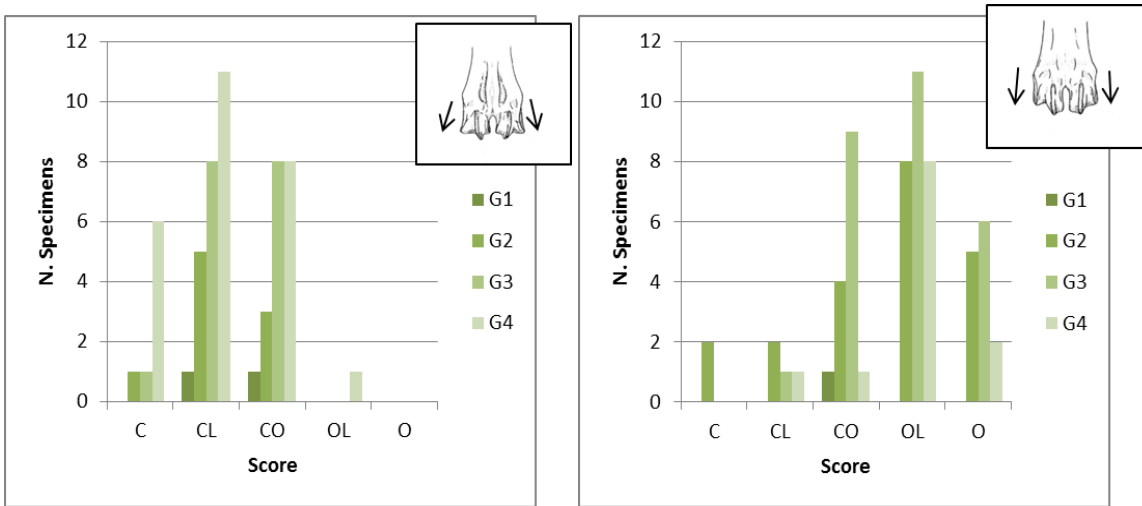 12
10
8
6
4
2
0
N. Specimens
C CL CO OL O
Score
G1
G2
G3
G4
12
10
8
6
4
2
0
N. Specimens
C CL CO OL O
Score
G1
G2
G3
G4